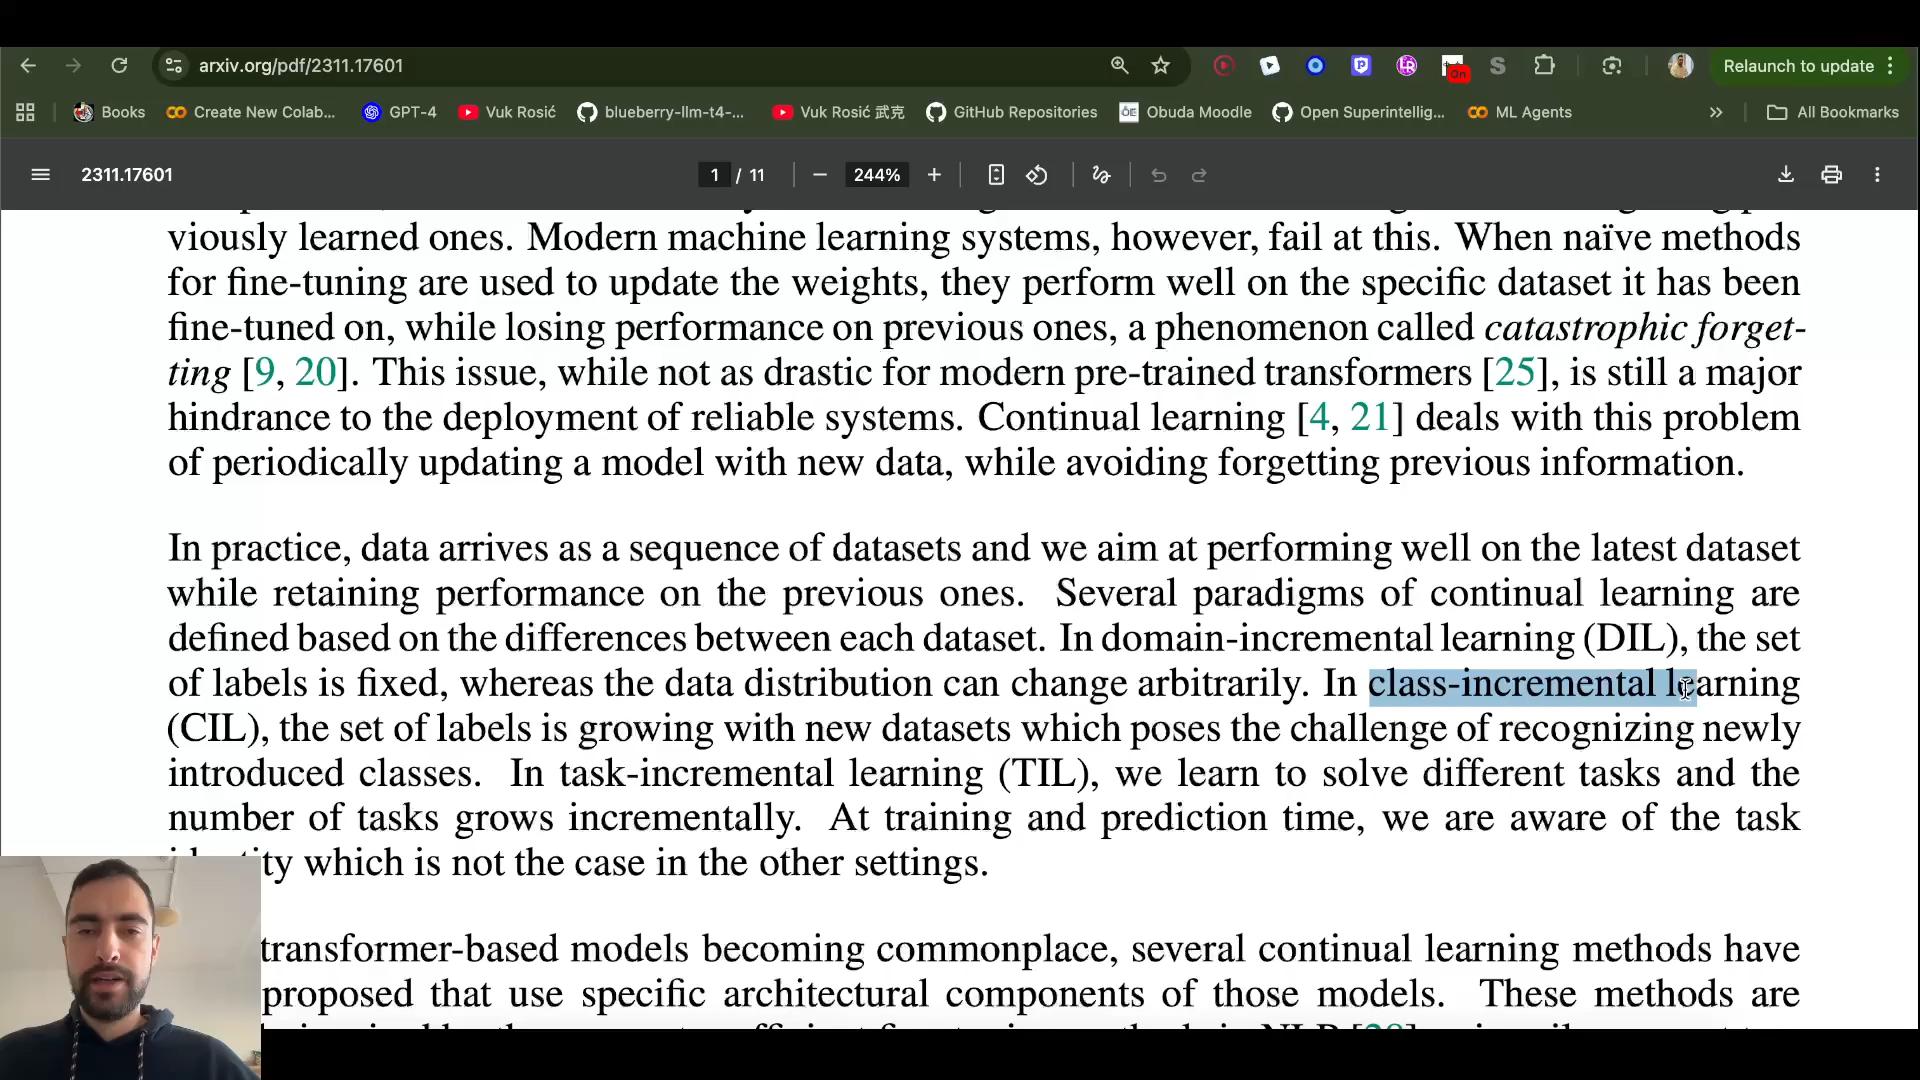 arxiv.org/pdf/2311.17601
On
Relaunch to update
Books
Create New Colab...
GPT-4
Vuk Rosić
blueberry-llm-t4-...
Vuk Rosić 武克
GitHub Repositories
Obuda Moodle
Open Superintellig...
ML Agents
All Bookmarks
2311.17601
1 / 11
244%
viously learned ones. Modern machine learning systems, however, fail at this. When naïve methods
for fine-tuning are used to update the weights, they perform well on the specific dataset it has been
fine-tuned on, while losing performance on previous ones, a phenomenon called catastrophic forget-
ting [9, 20]. This issue, while not as drastic for modern pre-trained transformers [25], is still a major
hindrance to the deployment of reliable systems. Continual learning [4, 21] deals with this problem
of periodically updating a model with new data, while avoiding forgetting previous information.
In practice, data arrives as a sequence of datasets and we aim at performing well on the latest dataset
while retaining performance on the previous ones. Several paradigms of continual learning are
defined based on the differences between each dataset. In domain-incremental learning (DIL), the set
of labels is fixed, whereas the data distribution can change arbitrarily. In class-incremental learning
(CIL), the set of labels is growing with new datasets which poses the challenge of recognizing newly
introduced classes. In task-incremental learning (TIL), we learn to solve different tasks and the
number of tasks grows incrementally. At training and prediction time, we are aware of the task
which is not the case in the other settings.
transformer-based models becoming commonplace, several continual learning methods have
proposed that use specific architectural components of those models. These methods are